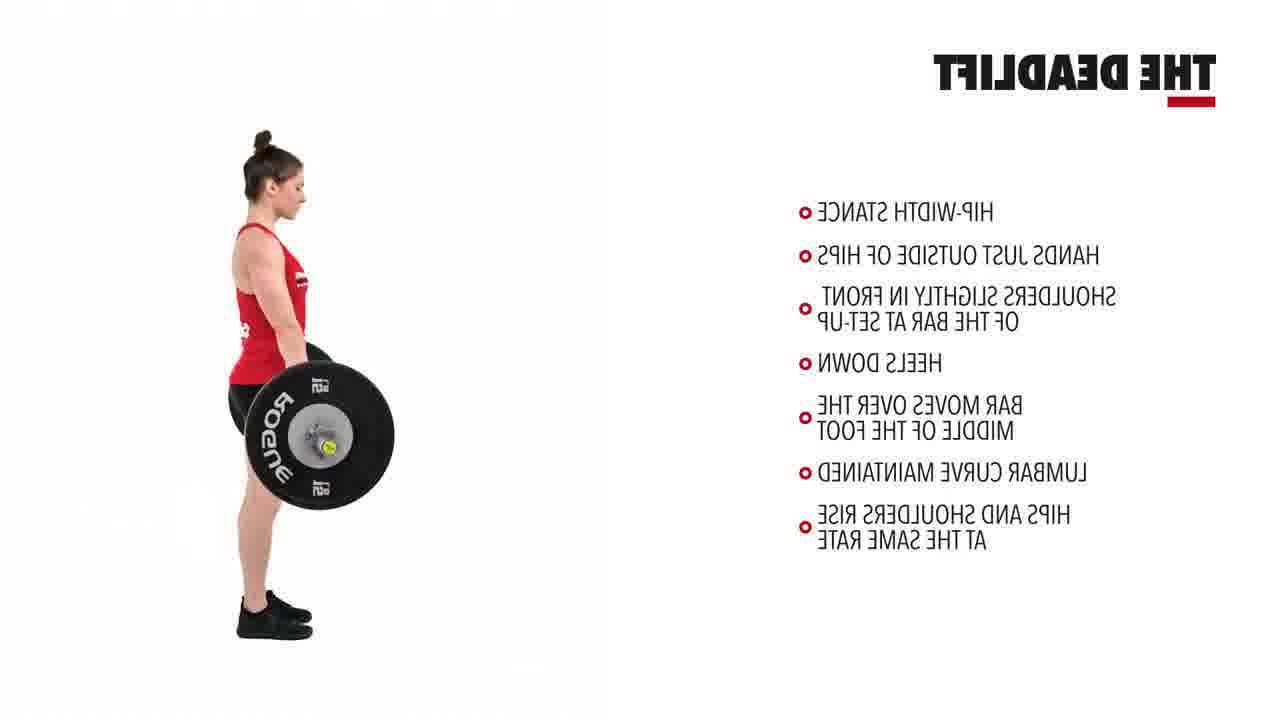 THE DEADLIFT
HIP-WIDTH STANCE
HANDS JUST OUTSIDE OF HIPS
SHOULDERS SLIGHTLY IN FRONT
OF THE BAR AT SET-UP
HEELS DOWN
BAR MOVES OVER THE
MIDDLE OF THE FOOT
LUMBAR CURVE MAINTAINED
HIPS AND SHOULDERS RISE
AT THE SAME RATE
ROGUE